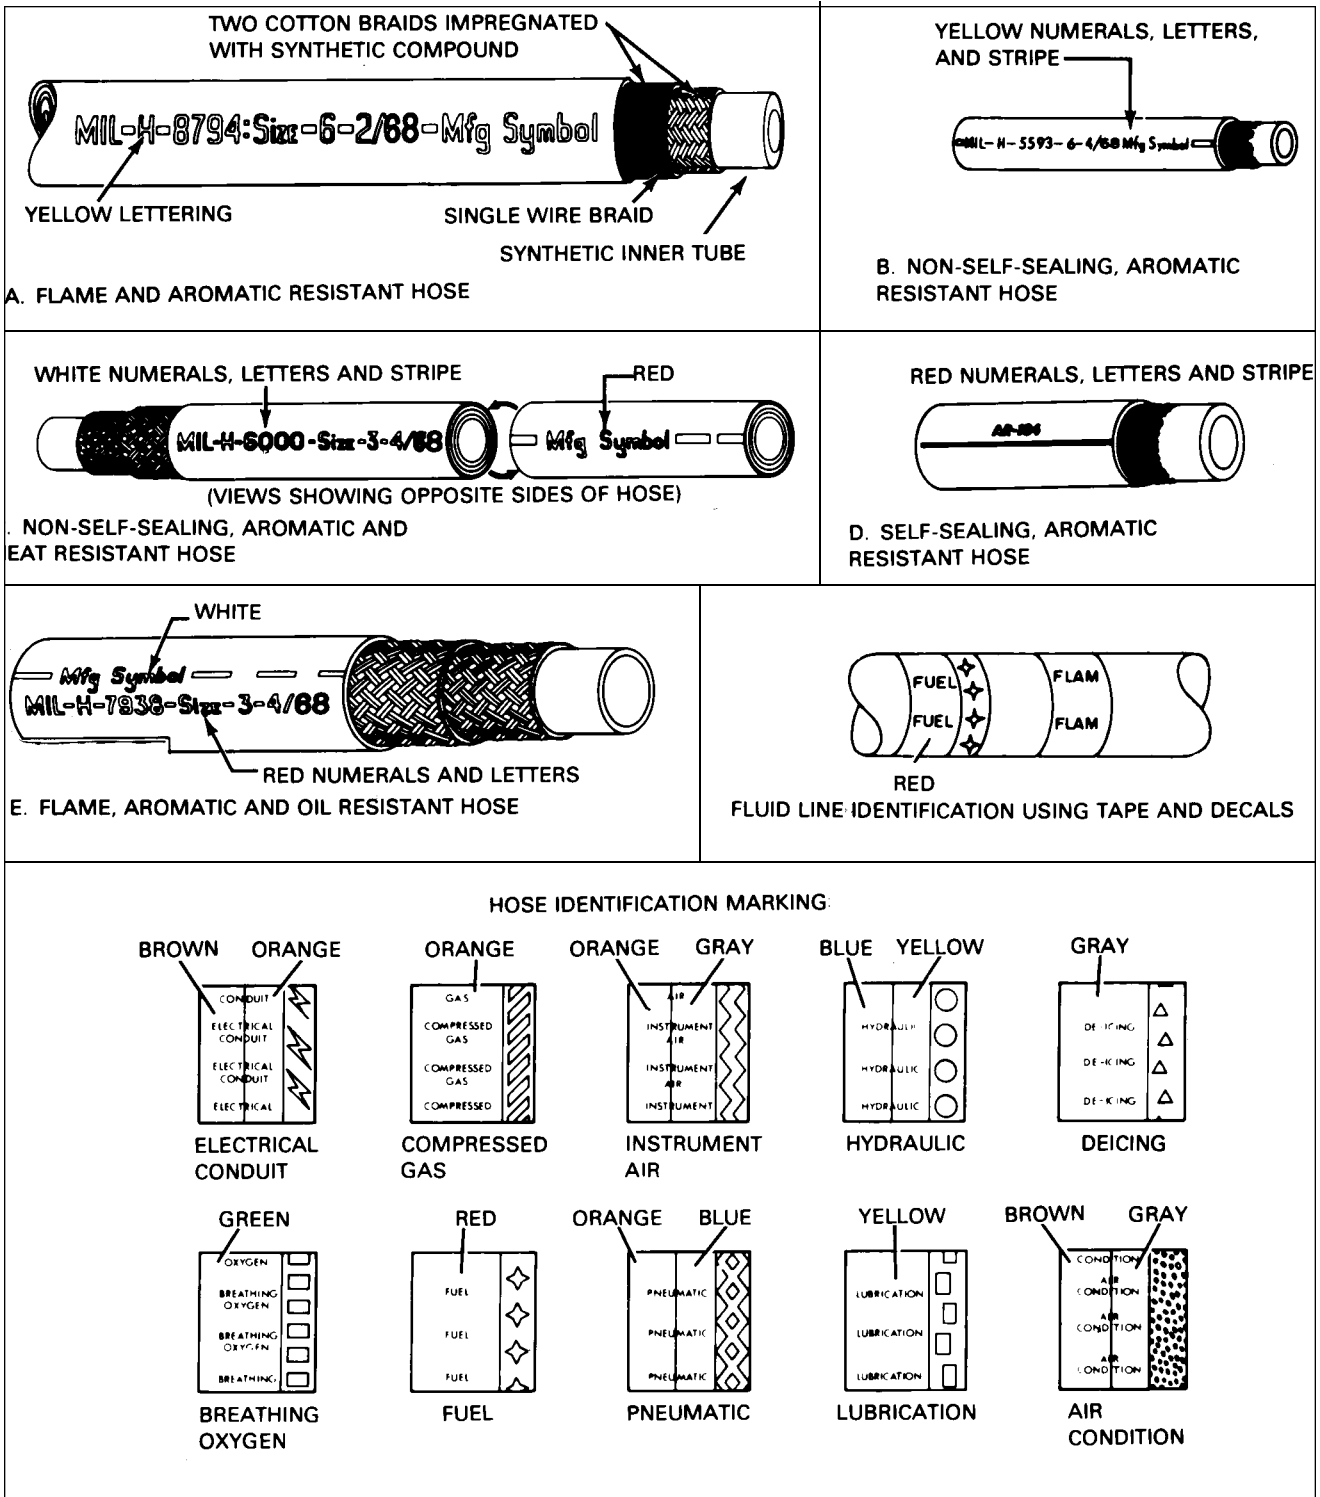 TWO COTTON BRAIDS IMPREGNATED
WITH SYNTHETIC COMPOUND
MIL-H-8794:Size-6-2/68-Mfg Symbol
YELLOW LETTERING
SINGLE WIRE BRAID
SYNTHETIC INNER TUBE
A. FLAME AND AROMATIC RESISTANT HOSE
YELLOW NUMERALS, LETTERS,
AND STRIPE
MIL-H-5593-6-4/68 Mfg Symbol
B. NON-SELF-SEALING, AROMATIC
RESISTANT HOSE
WHITE NUMERALS, LETTERS AND STRIPE
RED
MIL-H-6000-Size-3-4/68
Mfg Symbol
(VIEWS SHOWING OPPOSITE SIDES OF HOSE)
. NON-SELF-SEALING, AROMATIC AND
EAT RESISTANT HOSE
RED NUMERALS, LETTERS AND STRIPE
AR-184
D. SELF-SEALING, AROMATIC
RESISTANT HOSE
WHITE
Mfg Symbol
MIL-H-7938-Size-3-4/68
RED NUMERALS AND LETTERS
E. FLAME, AROMATIC AND OIL RESISTANT HOSE
FUEL FLAM
FUEL FLAM
RED
FLUID LINE IDENTIFICATION USING TAPE AND DECALS
HOSE IDENTIFICATION MARKING
BROWN ORANGE
CONDUIT
ELECTRICAL
CONDUIT
ELECTRICAL
CONDUIT
ELECTRICAL
ELECTRICAL
CONDUIT
ORANGE
GAS
COMPRESSED
GAS
COMPRESSED
GAS
COMPRESSED
COMPRESSED
GAS
ORANGE GRAY
AIR
INSTRUMENT
AIR
INSTRUMENT
AIR
INSTRUMENT
INSTRUMENT
AIR
BLUE YELLOW
HYDRAULIC
HYDRAULIC
HYDRAULIC
HYDRAULIC
GRAY
DE-ICING
DE-ICING
DE-ICING
DEICING
GREEN
OXYGEN
BREATHING
OXYGEN
BREATHING
OXYGEN
BREATHING
BREATHING
OXYGEN
RED
FUEL
FUEL
FUEL
FUEL
ORANGE BLUE
PNEUMATIC
PNEUMATIC
PNEUMATIC
PNEUMATIC
YELLOW
LUBRICATION
LUBRICATION
LUBRICATION
LUBRICATION
BROWN GRAY
CONDITION
AIR
CONDITION
AIR
CONDITION
AIR
CONDITION
AIR
CONDITION